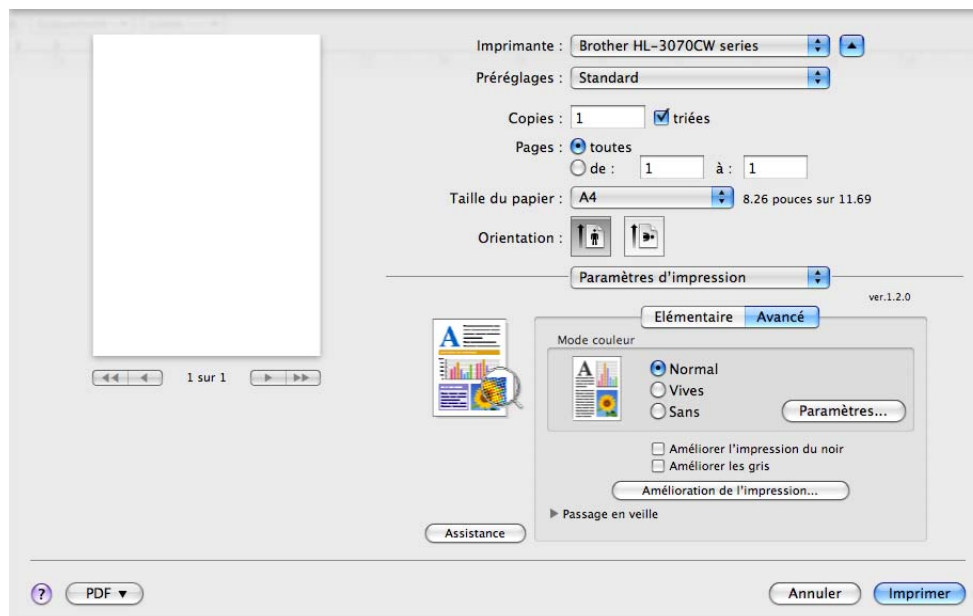 Imprimante : Brother HL-3070CW series
Préréglages : Standard
Copies : 1 triées
Pages : toutes
de : 1 à : 1
Taille du papier : A4 8.26 pouces sur 11.69
Orientation :
Paramètres d'impression
ver.1.2.0
Elémentaire Avancé
Mode couleur
Normal
Vives
Sans
Paramètres...
Améliorer l'impression du noir
Améliorer les gris
Amélioration de l'impression...
Passage en veille
1 sur 1
Assistance
? PDF ▼ Annuler Imprimer